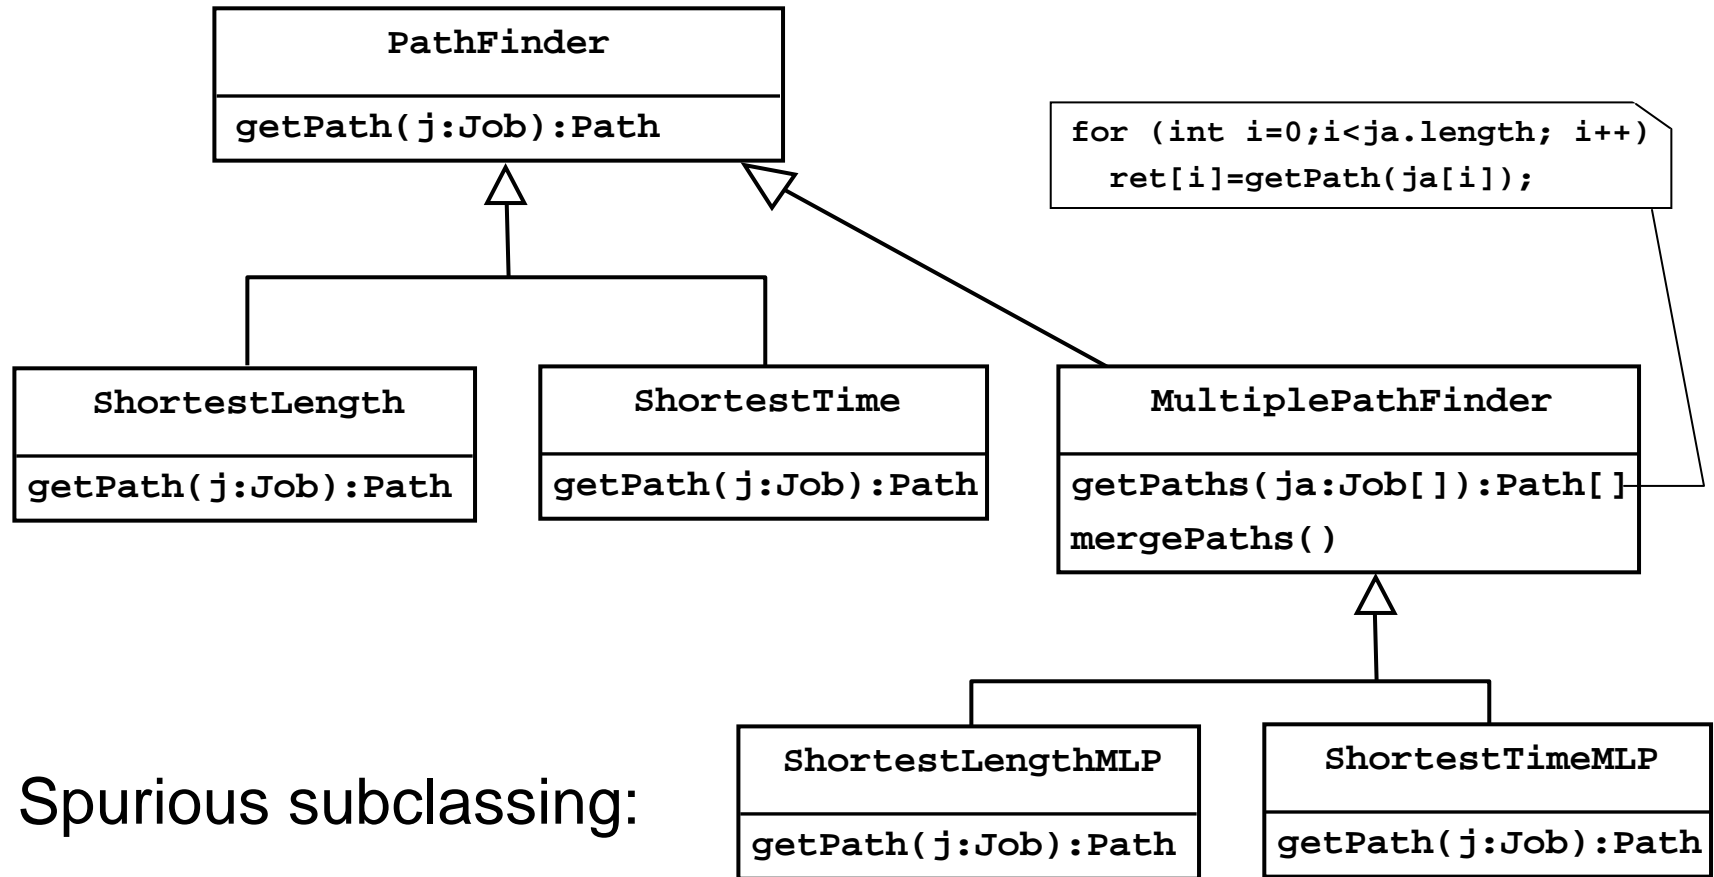 PathFinder
getPath(j:Job):Path
for (int i=0;i<ja.length; i++)
ret[i]=getPath(ja[i]);
ShortestLength
getPath(j:Job):Path
ShortestTime
getPath(j:Job):Path
MultiplePathFinder
getPaths(ja:Job[]):Path[]
mergePaths()
Spurious subclassing:
ShortestLengthMLP
getPath(j:Job):Path
ShortestTimeMLP
getPath(j:Job):Path